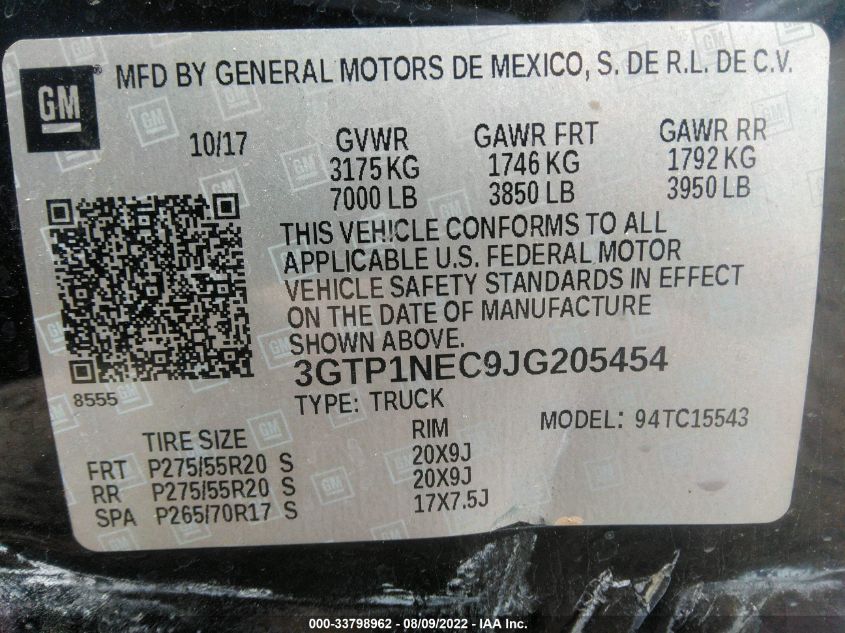 GM
MFD BY GENERAL MOTORS DE MEXICO, S. DE R.L. DE C.V.
10/17
GVWR GAWR FRT GAWR RR
3175 KG 1746 KG 1792 KG
7000 LB 3850 LB 3950 LB
THIS VEHICLE CONFORMS TO ALL
APPLICABLE U.S. FEDERAL MOTOR
VEHICLE SAFETY STANDARDS IN EFFECT
ON THE DATE OF MANUFACTURE
SHOWN ABOVE.
3GTP1NEC9JG205454
8555
TYPE: TRUCK
MODEL: 94TC15543
TIRE SIZE RIM
FRT P275/55R20 S 20X9J
RR P275/55R20 S 20X9J
SPA P265/70R17 S 17X7.5J
000-33798962 - 08/09/2022 - IAA Inc.